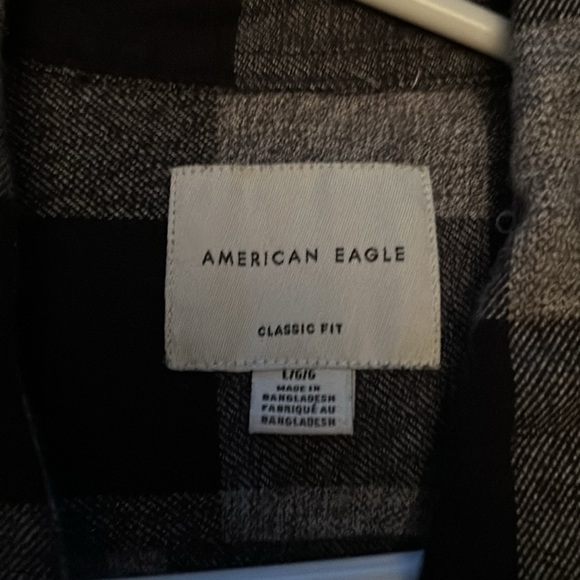 AMERICAN EAGLE
CLASSIC FIT
L/G/G
MADE IN
BANGLADESH
FABRIQUÉ AU
BANGLADESH